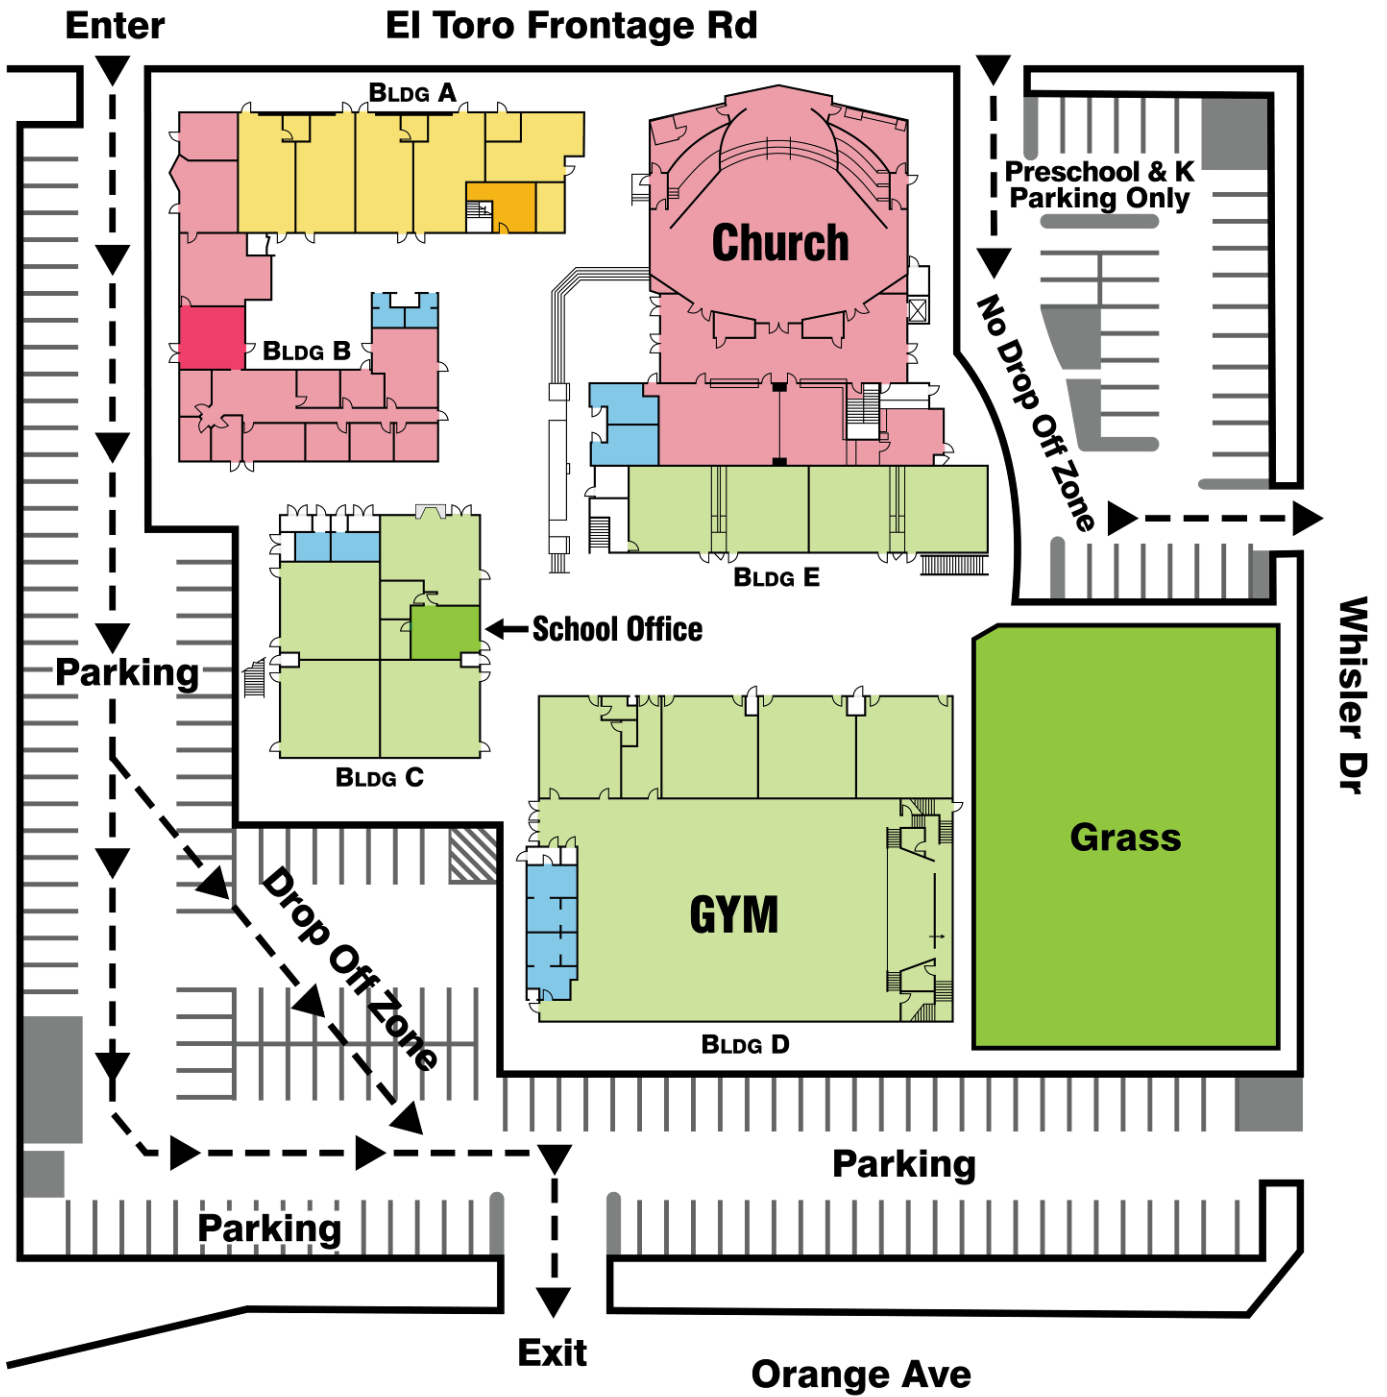 Enter
El Toro Frontage Rd
BLDG A
Preschool & K
Parking Only
Church
BLDG B
No Drop Off Zone
BLDG E
School Office
Parking
Whisler Dr
BLDG C
Grass
Drop Off Zone
GYM
BLDG D
Parking
Parking
Exit
Orange Ave